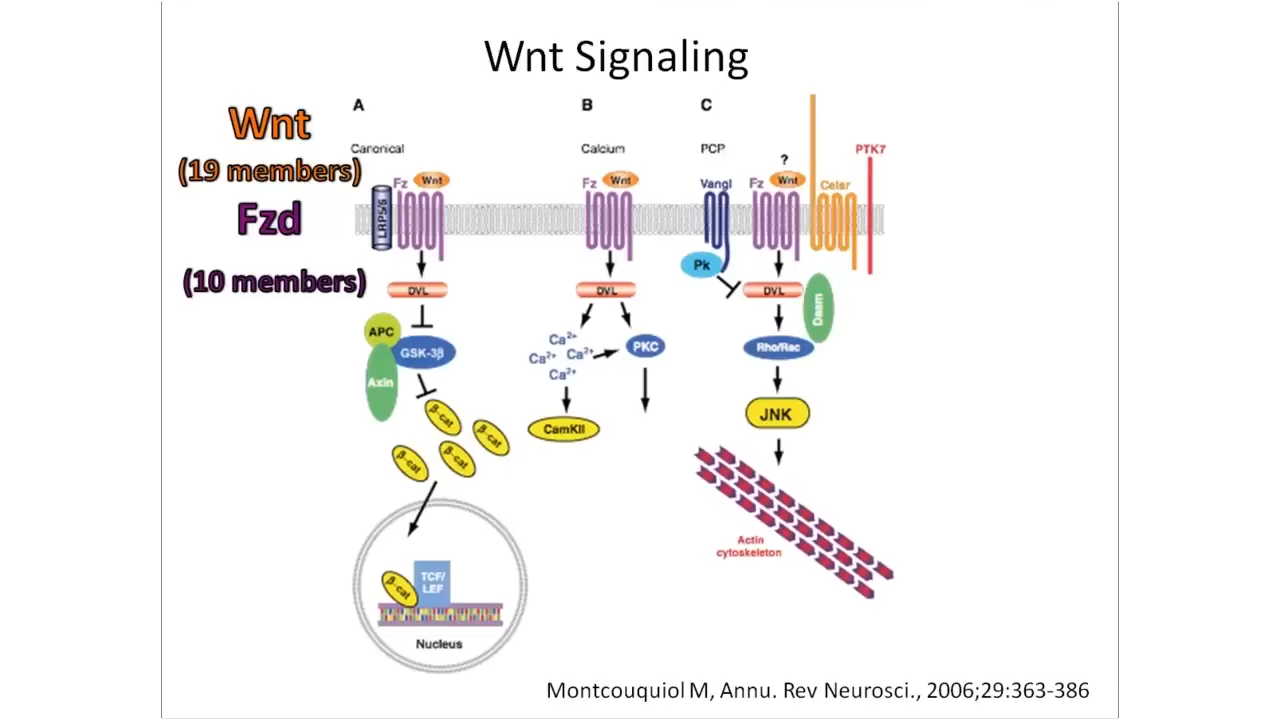 Wnt Signaling
Wnt
(19 members)
Fzd
(10 members)
A
Canonical
Fz
Wnt
LRP5/6
DVL
APC
GSK-3β
Axin
β-cat
β-cat
β-cat
β-cat
β-cat
TCF/
LEF
Nucleus
B
Calcium
Fz
Wnt
DVL
Ca²⁺
Ca²⁺
Ca²⁺
Ca²⁺
PKC
CamKII
C
PCP
?
PTK7
Vangl
Fz
Wnt
Celsr
Pk
DVL
Daam
Rho/Rac
JNK
Actin
cytoskeleton
Montcouquiol M, Annu. Rev Neurosci., 2006;29:363-386